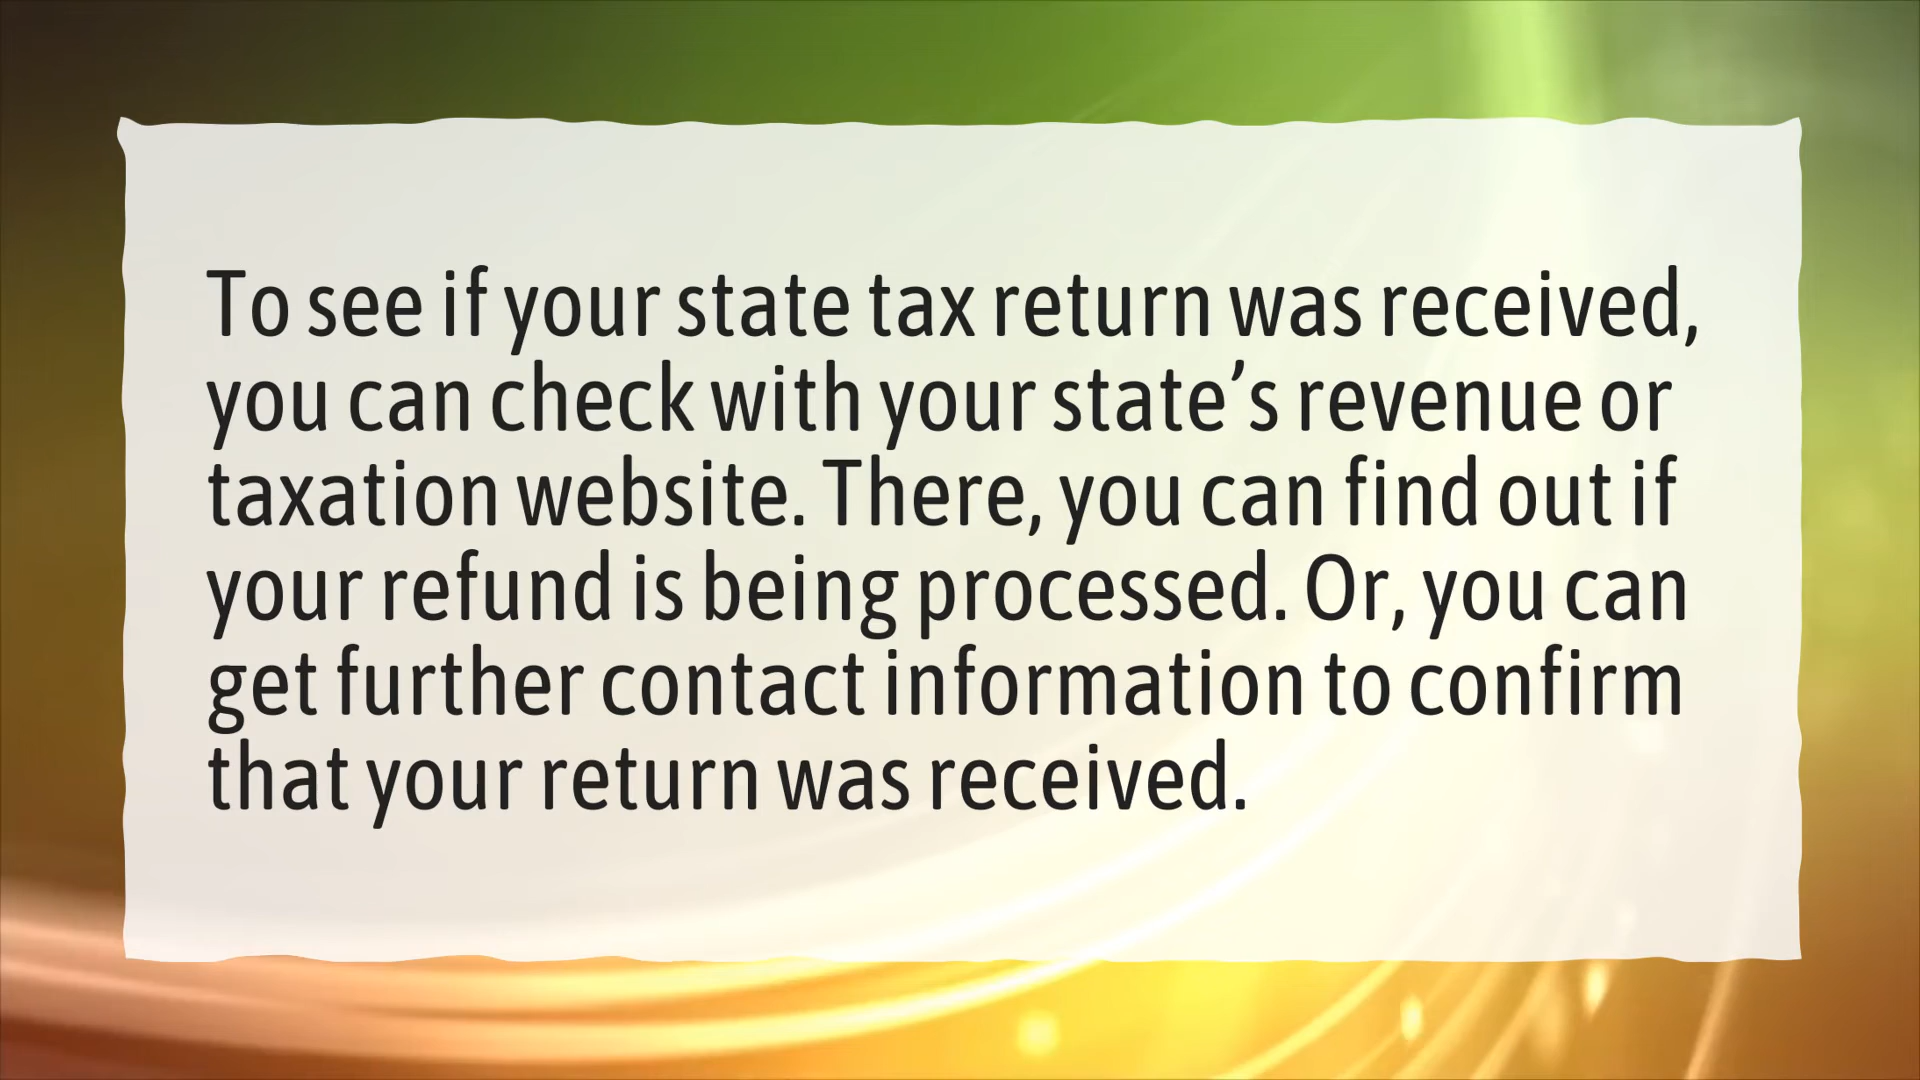 To see if your state tax return was received,
you can check with your state’s revenue or
taxation website. There, you can find out if
your refund is being processed. Or, you can
get further contact information to confirm
that your return was received.